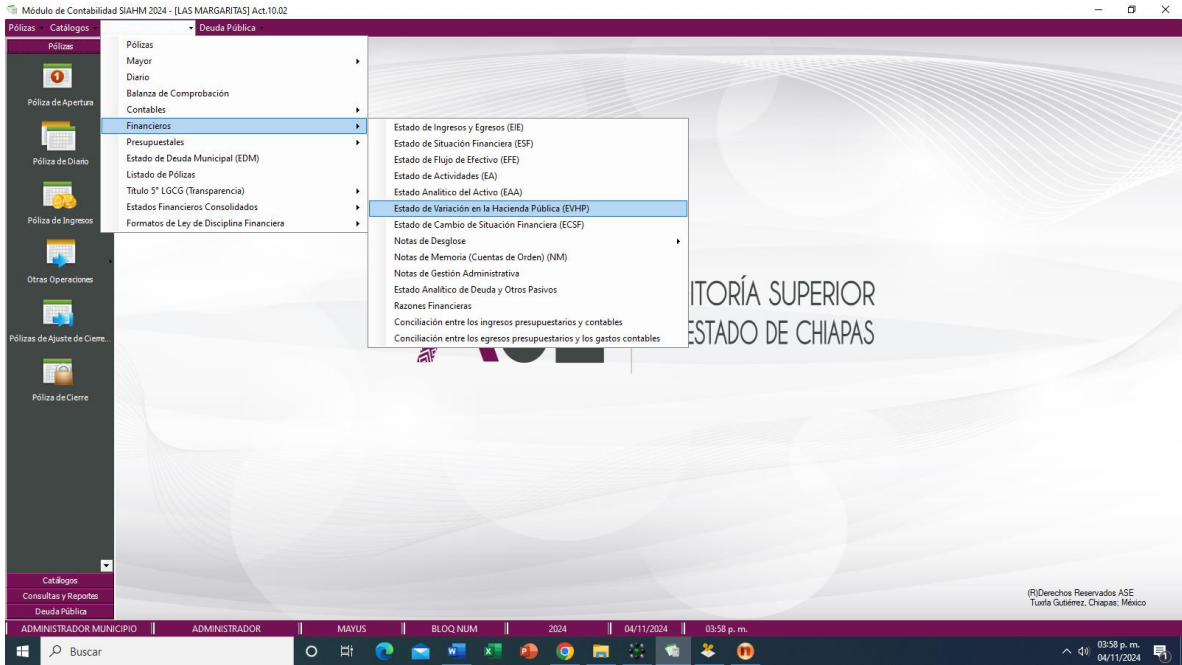 Módulo de Contabilidad SIAHM 2024 - [LAS MARGARITAS] Act.10.02
Pólizas Catálogos Deuda Pública
Pólizas
Póliza de Apertura
Póliza de Diario
Póliza de Ingresos
Otras Operaciones
Pólizas de Ajuste de Cierre...
Póliza de Cierre
Catálogos
Consultas y Reportes
Deuda Pública
Pólizas
Mayor
Diario
Balanza de Comprobación
Contables
Financieros
Presupuestales
Estado de Deuda Municipal (EDM)
Listado de Pólizas
Título 5° LGCG (Transparencia)
Estados Financieros Consolidados
Formatos de Ley de Disciplina Financiera
Estado de Ingresos y Egresos (EIE)
Estado de Situación Financiera (ESF)
Estado de Flujo de Efectivo (EFE)
Estado de Actividades (EA)
Estado Analítico del Activo (EAA)
Estado de Variación en la Hacienda Pública (EVHP)
Estado de Cambio de Situación Financiera (ECSF)
Notas de Desglose
Notas de Memoria (Cuentas de Orden) (NM)
Notas de Gestión Administrativa
Estado Analítico de Deuda y Otros Pasivos
Razones Financieras
Conciliación entre los ingresos presupuestarios y contables
Conciliación entre los egresos presupuestarios y los gastos contables
ITORÍA SUPERIOR
ESTADO DE CHIAPAS
(R)Derechos Reservados ASE
Tuxtla Gutiérrez, Chiapas; México
ADMINISTRADOR MUNICIPIO ADMINISTRADOR MAYUS BLOQ NUM 2024 04/11/2024 03:58 p. m.
Buscar
03:58 p. m.
04/11/2024